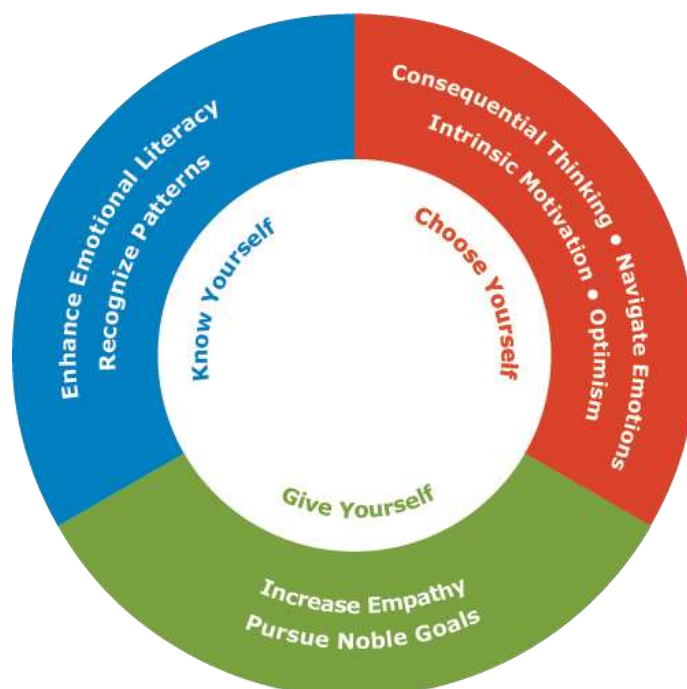 Enhance Emotional Literacy
Recognize Patterns
Know Yourself
Consequential Thinking • Navigate Emotions
Intrinsic Motivation • Optimism
Choose Yourself
Give Yourself
Increase Empathy
Pursue Noble Goals